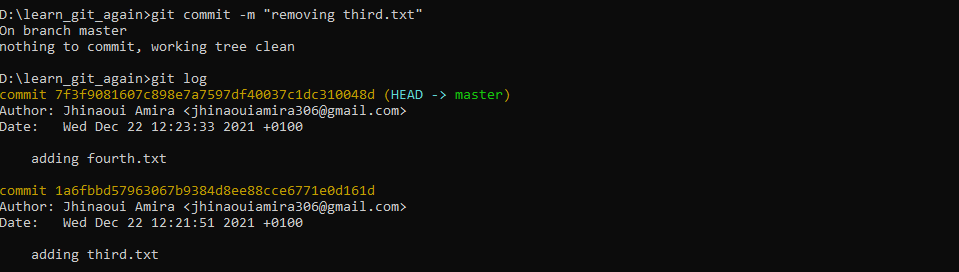 D:\learn_git_again>git commit -m "removing third.txt"
On branch master
nothing to commit, working tree clean
D:\learn_git_again>git log
commit 7f3f9081607c898e7a7597df40037c1dc310048d (HEAD -> master)
Author: Jhinaoui Amira <jhinaouiamira306@gmail.com>
Date:   Wed Dec 22 12:23:33 2021 +0100
adding fourth.txt
commit 1a6fbbd57963067b9384d8ee88cce6771e0d161d
Author: Jhinaoui Amira <jhinaouiamira306@gmail.com>
Date:   Wed Dec 22 12:21:51 2021 +0100
adding third.txt